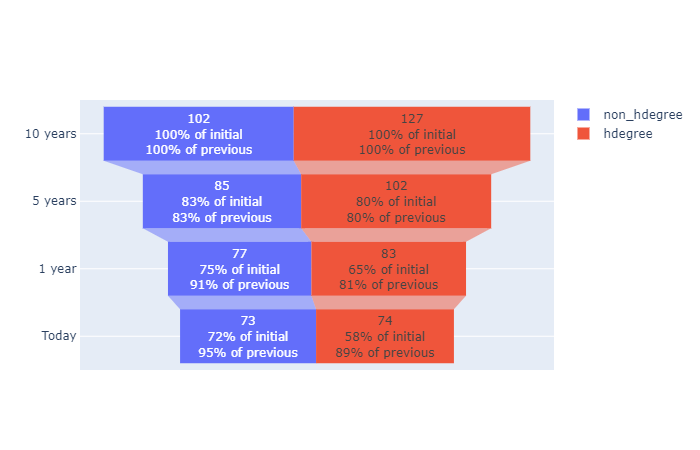 non_hdegree
hdegree
10 years
102
100% of initial
100% of previous
127
100% of initial
100% of previous
5 years
85
83% of initial
83% of previous
102
80% of initial
80% of previous
1 year
77
75% of initial
91% of previous
83
65% of initial
81% of previous
Today
73
72% of initial
95% of previous
74
58% of initial
89% of previous